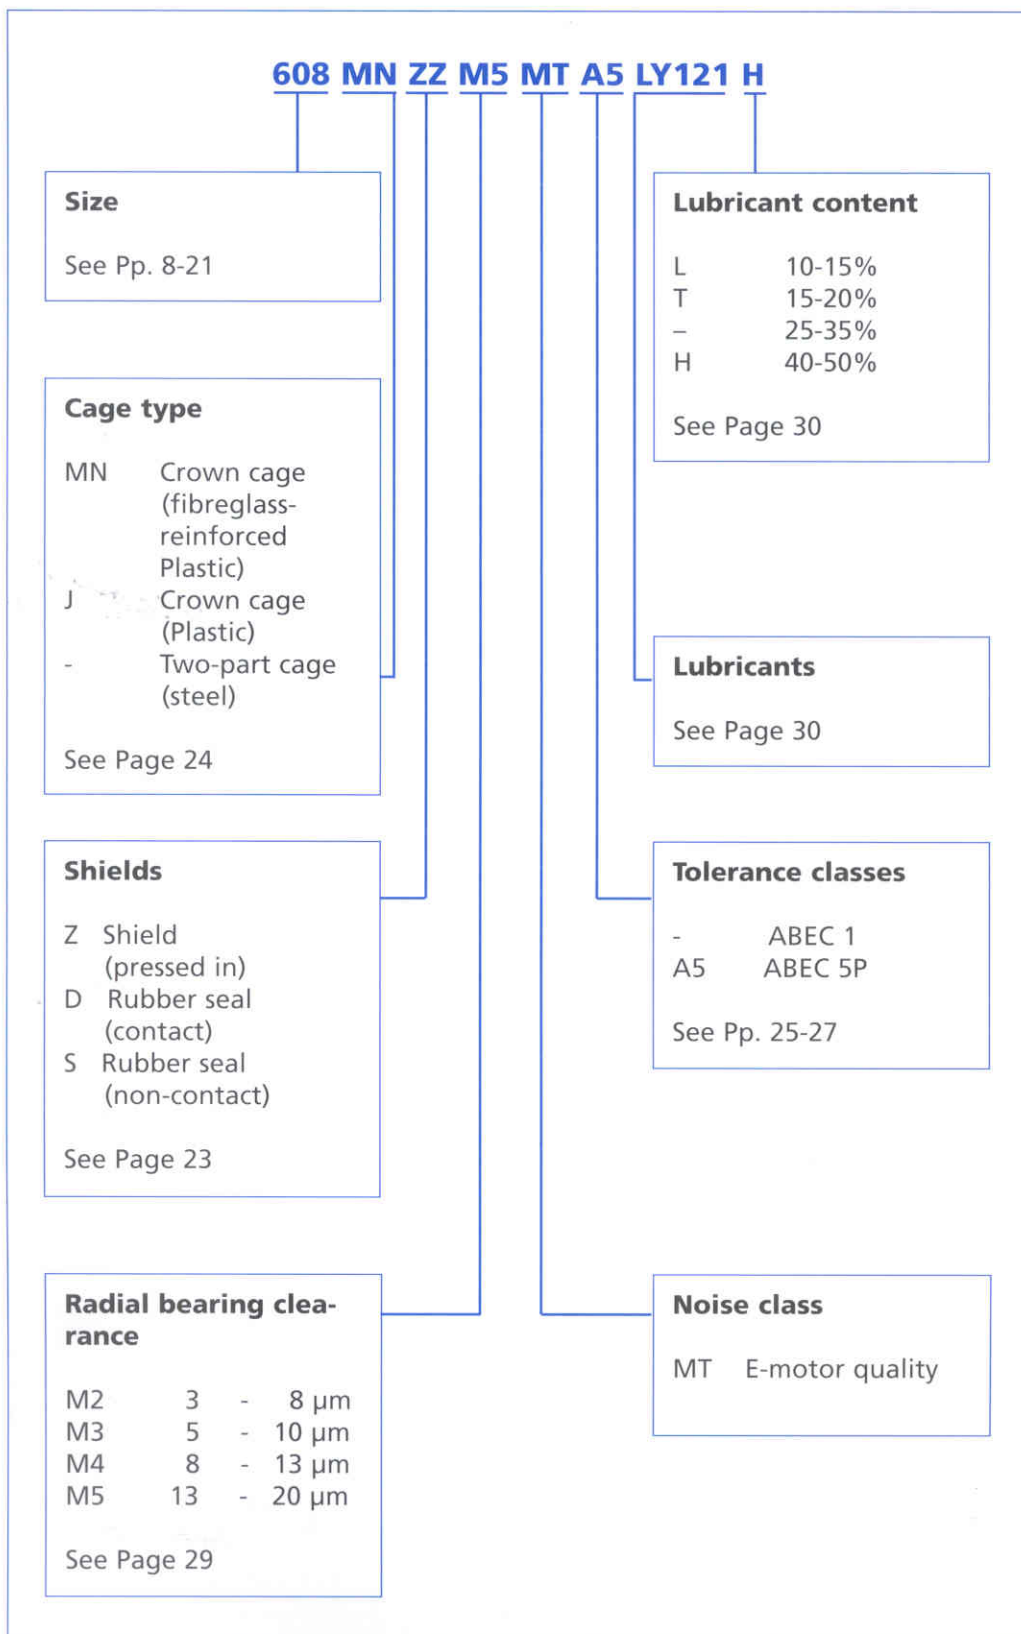 608 MN ZZ M5 MT A5 LY121 H
Size
See Pp. 8-21
Cage type
MN Crown cage
(fibreglass-
reinforced
Plastic)
J Crown cage
(Plastic)
- Two-part cage
(steel)
See Page 24
Shields
Z Shield
(pressed in)
D Rubber seal
(contact)
S Rubber seal
(non-contact)
See Page 23
Radial bearing clea-
rance
M2 3 - 8 µm
M3 5 - 10 µm
M4 8 - 13 µm
M5 13 - 20 µm
See Page 29
Lubricant content
L 10-15%
T 15-20%
– 25-35%
H 40-50%
See Page 30
Lubricants
See Page 30
Tolerance classes
- ABEC 1
A5 ABEC 5P
See Pp. 25-27
Noise class
MT E-motor quality